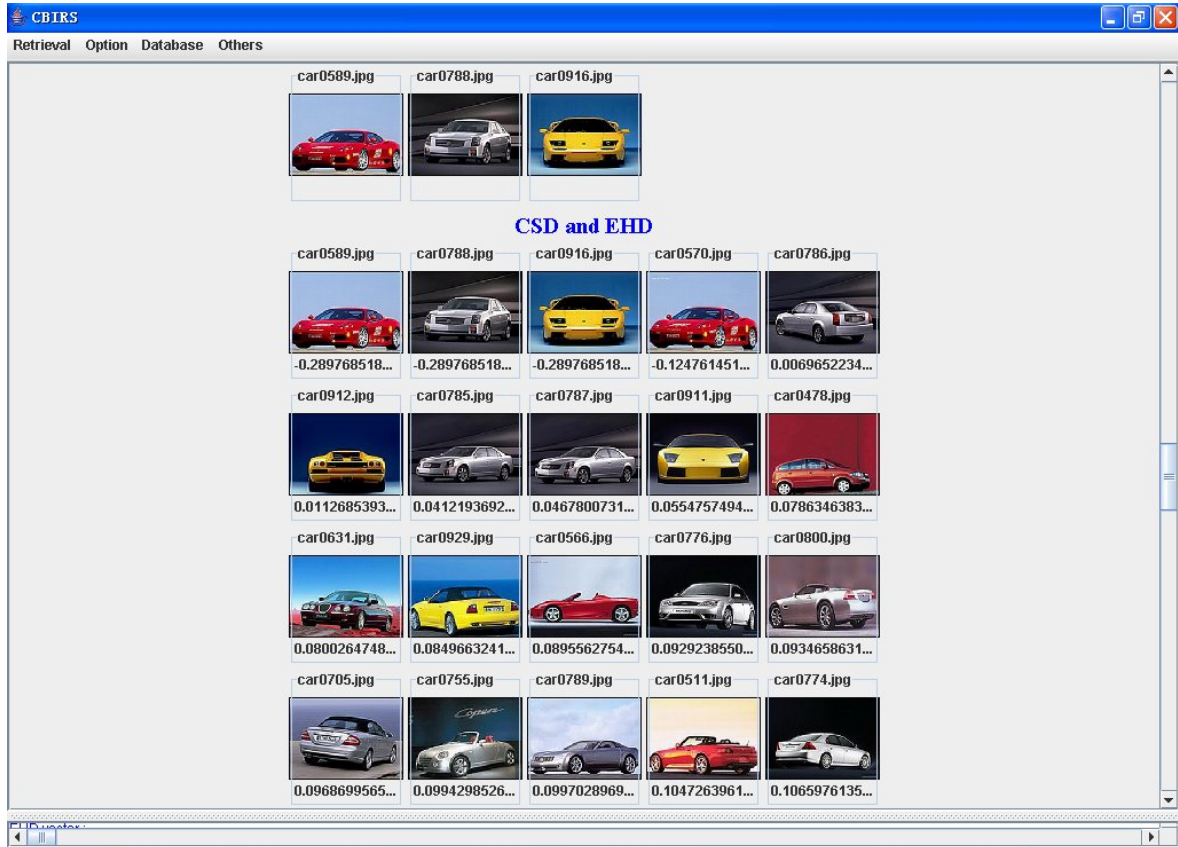 CBIRS
Retrieval Option Database Others
car0589.jpg car0788.jpg car0916.jpg
CSD and EHD
car0589.jpg car0788.jpg car0916.jpg car0570.jpg car0786.jpg
-0.289768518... -0.289768518... -0.289768518... -0.124761451... 0.0069652234...
car0912.jpg car0785.jpg car0787.jpg car0911.jpg car0478.jpg
0.0112685393... 0.0412193692... 0.0467800731... 0.0554757494... 0.0786346383...
car0631.jpg car0929.jpg car0566.jpg car0776.jpg car0800.jpg
0.0800264748... 0.0849663241... 0.0895562754... 0.0929238550... 0.0934658631...
car0705.jpg car0755.jpg car0789.jpg car0511.jpg car0774.jpg
Copen
0.0968699565... 0.0994298526... 0.0997028969... 0.1047263961... 0.1065976135...
EHD vector :